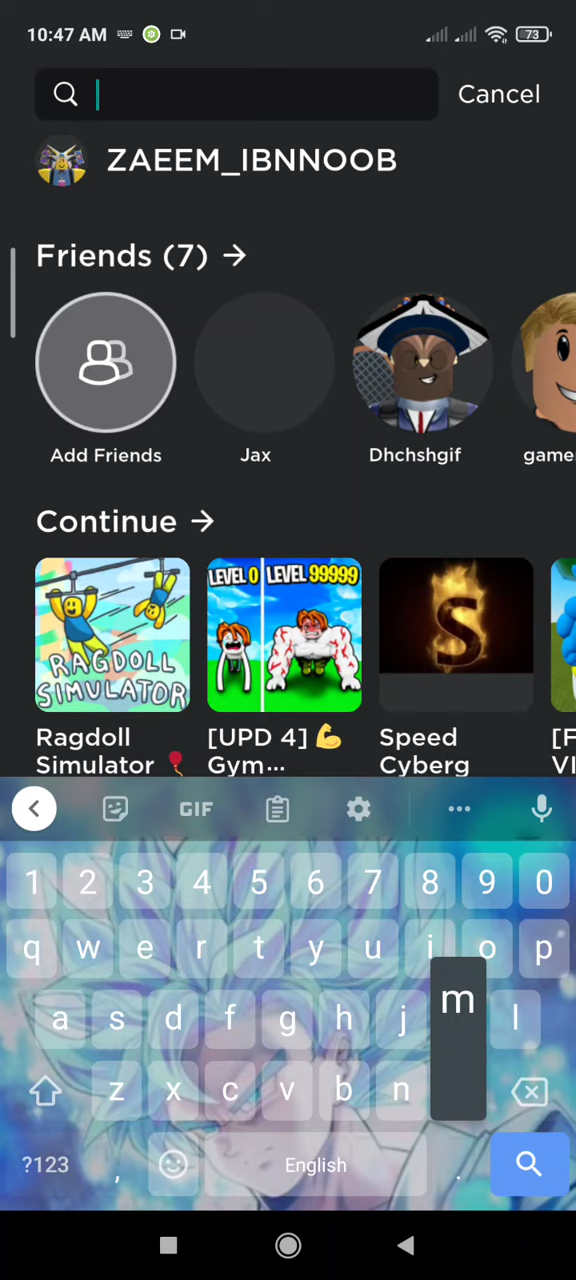 10:47 AM
73
Cancel
ZAEEM_IBNNOOB
Friends (7) →
Add Friends
Jax
Dhchshgif
game
Continue →
RAGDOLL
SIMULATOR
LEVEL 0
LEVEL 99999
S
Ragdoll
Simulator 🎈
[UPD 4] 💪
Gym...
Speed
Cyberg
[F
VI
GIF
1 2 3 4 5 6 7 8 9 0
q w e r t y u i o p
a s d f g h j l
m
z x c v b n
?123 , English .